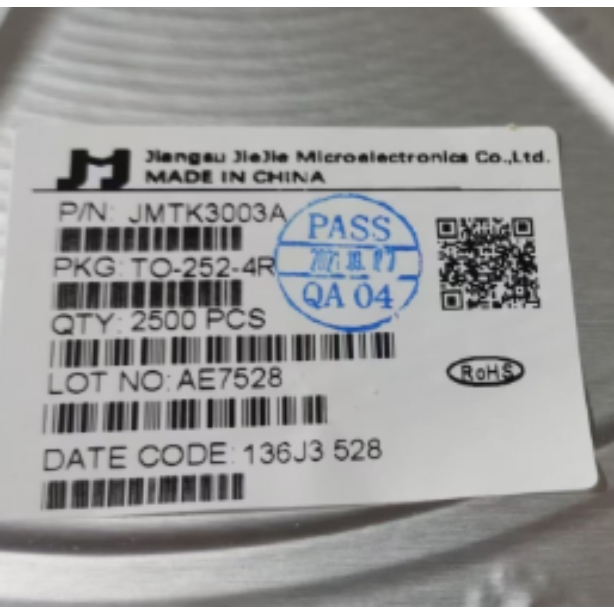 JJ Jiangsu JieJie Microelectronics Co.,Ltd.
MADE IN CHINA
P/N: JMTK3003A
PKG: TO-252-4R
QTY: 2500 PCS
LOT NO: AE7528
DATE CODE: 136J3 528
PASS
QA 04
RoHS